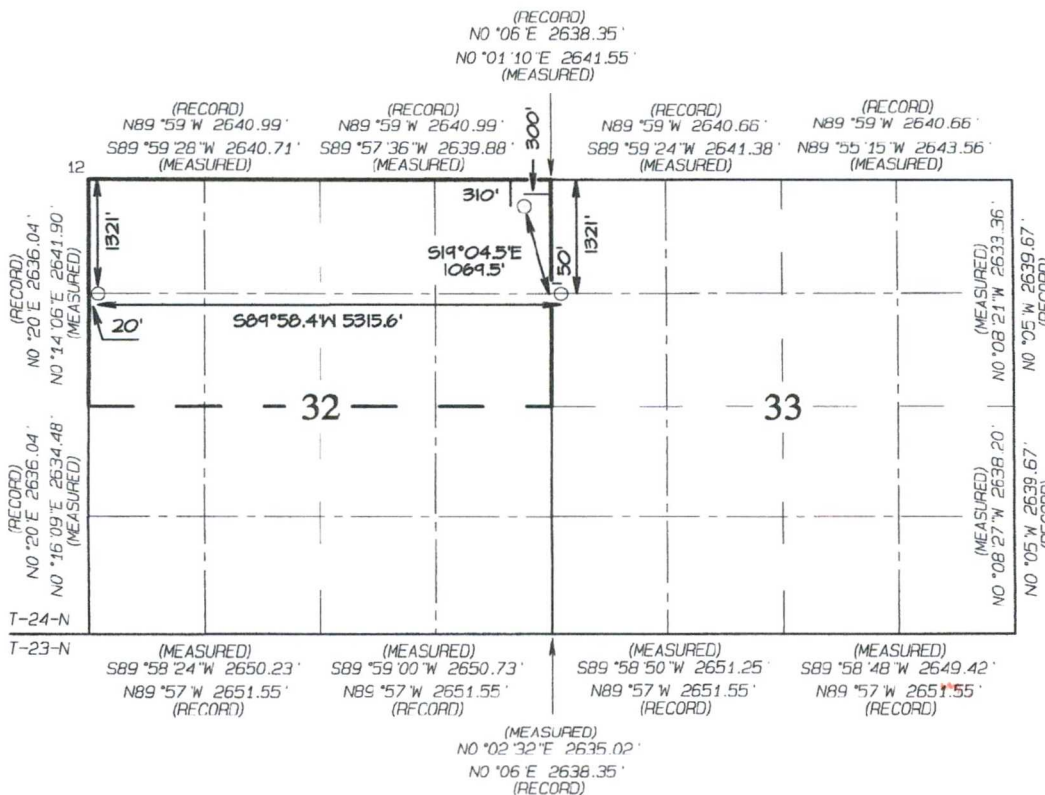 (RECORD)
N0°06'E 2638.35'
N0°01'10"E 2641.55'
(MEASURED)
(RECORD)
N89°59'W 2640.99'
S89°59'28"W 2640.71'
(MEASURED)
(RECORD)
N89°59'W 2640.99'
S89°57'36"W 2639.88'
(MEASURED)
300'
(RECORD)
N89°59'W 2640.66'
S89°59'24"W 2641.38'
(MEASURED)
(RECORD)
N89°59'W 2640.66'
N89°55'15"W 2643.56'
(MEASURED)
12
310'
1321'
S19°04.5'E
1069.5'
50'
1321'
20'
S89°58.4'W 5315.6'
(RECORD)
N0°20'E 2636.04'
N0°14'06"E 2641.90'
(MEASURED)
(MEASURED)
N0°08'21"W 2633.36'
N0°05'W 2639.67'
(RECORD)
32
33
(RECORD)
N0°20'E 2636.04'
N0°16'09"E 2634.48'
(MEASURED)
(MEASURED)
N0°08'27"W 2638.20'
N0°05'W 2639.67'
(RECORD)
T-24-N
T-23-N
(MEASURED)
S89°58'24"W 2650.23'
N89°57'W 2651.55'
(RECORD)
(MEASURED)
S89°59'00"W 2650.73'
N89°57'W 2651.55'
(RECORD)
(MEASURED)
S89°58'50"W 2651.25'
N89°57'W 2651.55'
(RECORD)
(MEASURED)
S89°58'48"W 2649.42'
N89°57'W 2651.55'
(RECORD)
(MEASURED)
N0°02'32"E 2635.02'
N0°06'E 2638.35'
(RECORD)